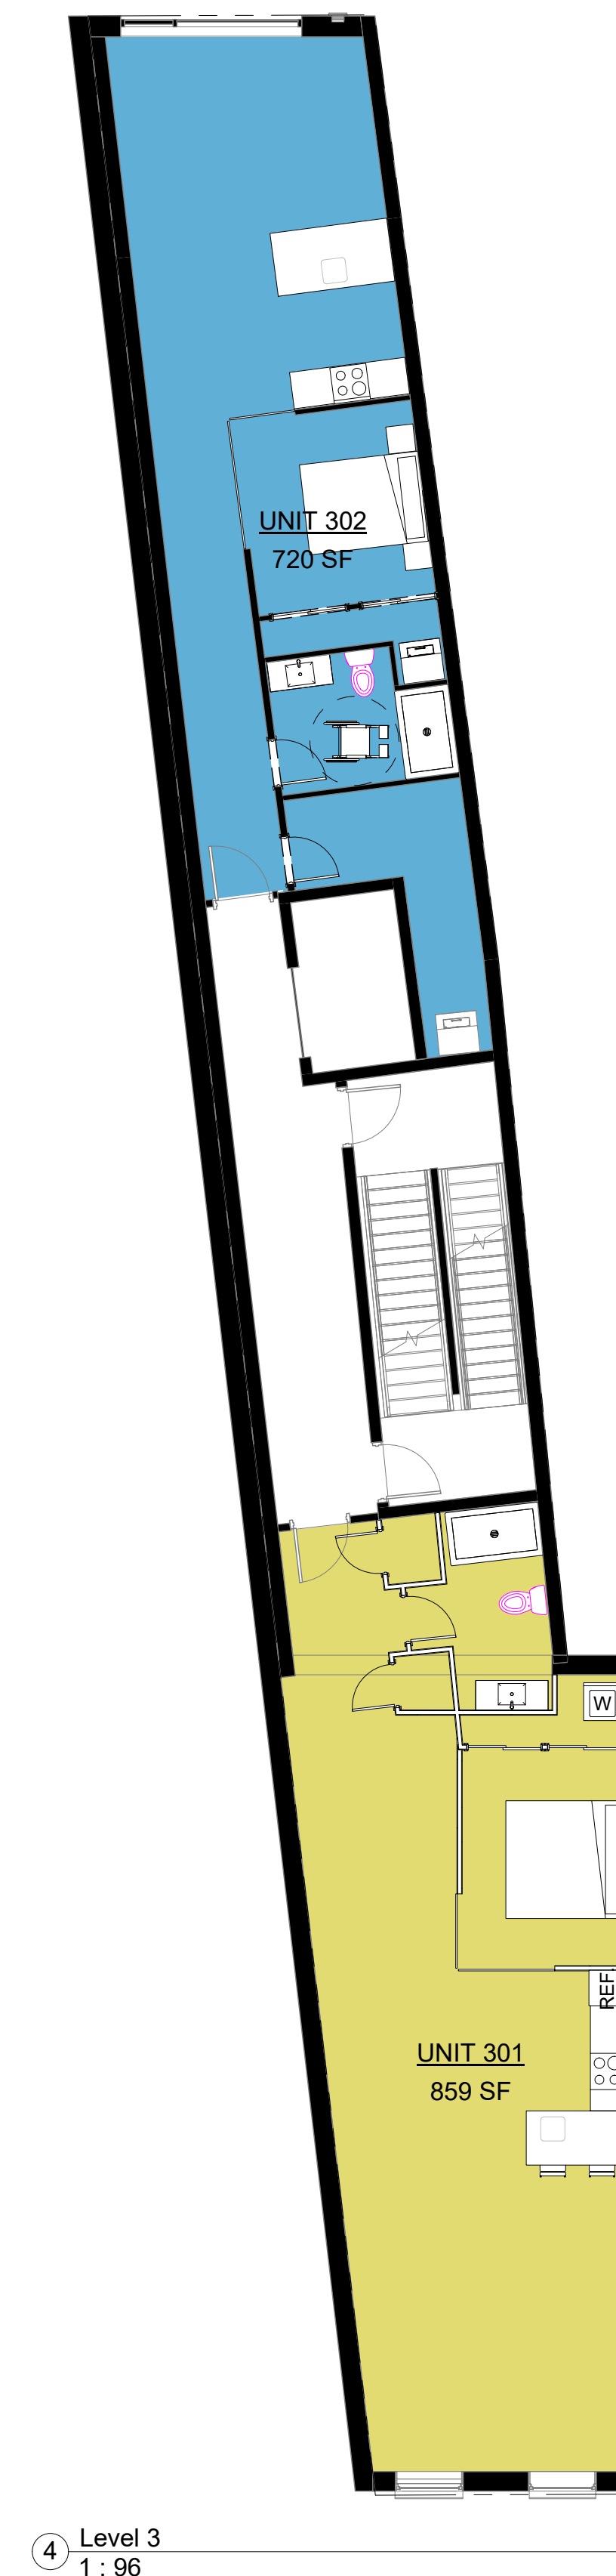 UNIT 302
720 SF
W
REF
UNIT 301
859 SF
4
Level 3
1 : 96